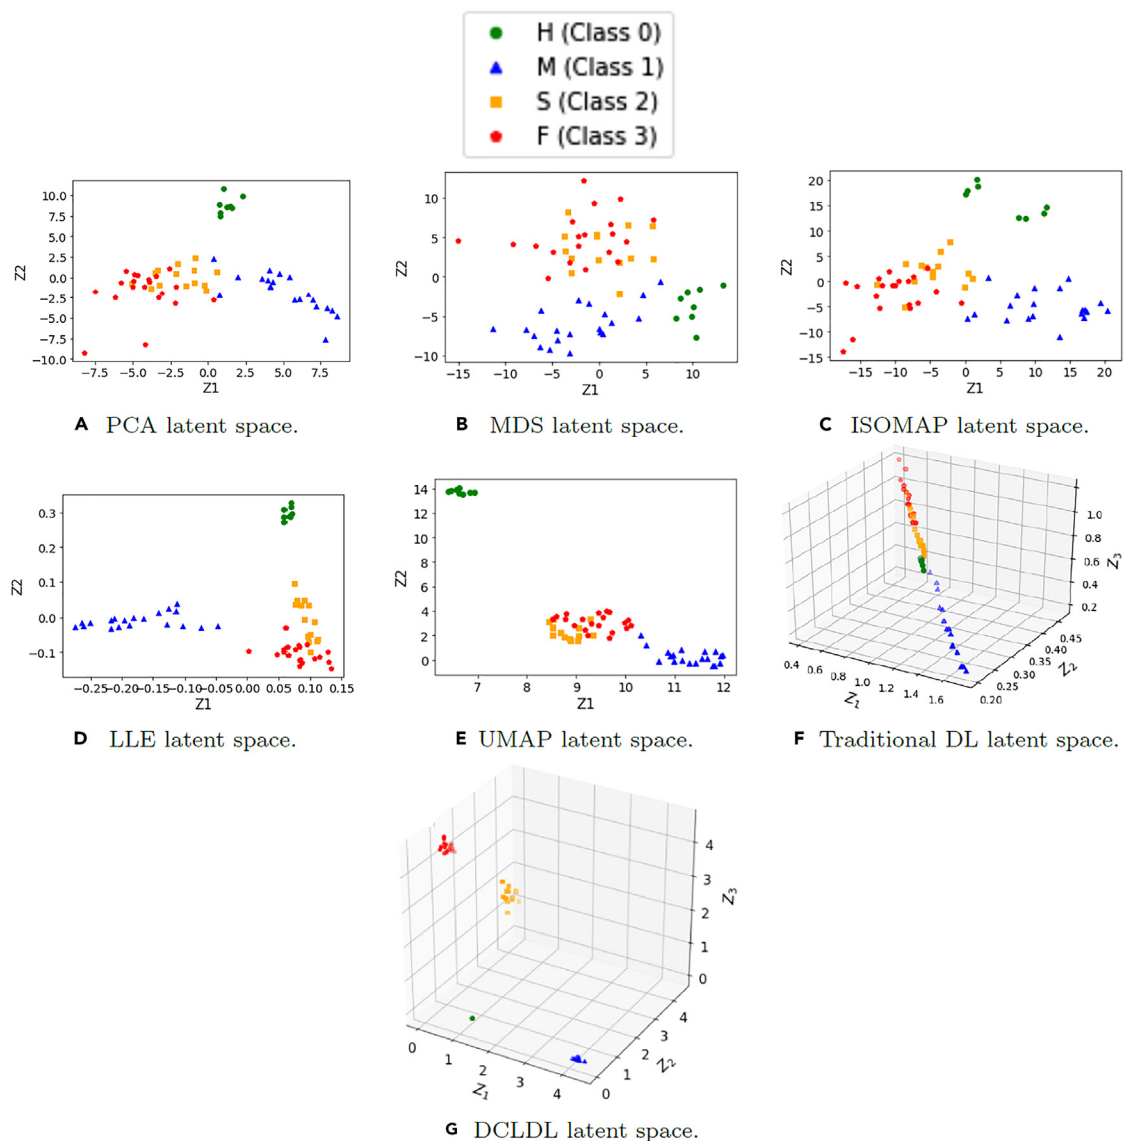 H (Class 0)
M (Class 1)
S (Class 2)
F (Class 3)
10.0
7.5
5.0
2.5
0.0
−2.5
−5.0
−7.5
−10.0
Z2
−7.5 −5.0 −2.5 0.0 2.5 5.0 7.5
Z1
A PCA latent space.
10
5
0
−5
−10
Z2
−15 −10 −5 0 5 10
Z1
B MDS latent space.
20
15
10
5
0
−5
−10
−15
Z2
−15 −10 −5 0 5 10 15 20
Z1
C ISOMAP latent space.
0.3
0.2
0.1
0.0
−0.1
Z2
−0.25−0.20−0.15−0.10−0.05 0.00 0.05 0.10 0.15
Z1
D LLE latent space.
14
12
10
8
6
4
2
0
Z2
7 8 9 10 11 12
Z1
E UMAP latent space.
1.0
0.8
0.6
0.4
0.2
Z3
0.4 0.6 0.8 1.0 1.2 1.4 1.6
Z1
0.20 0.25 0.30 0.35 0.40 0.45
Z2
F Traditional DL latent space.
4
3
2
1
0
Z3
0 1 2 3 4
Z1
0 1 2 3 4
Z2
G DCLDL latent space.